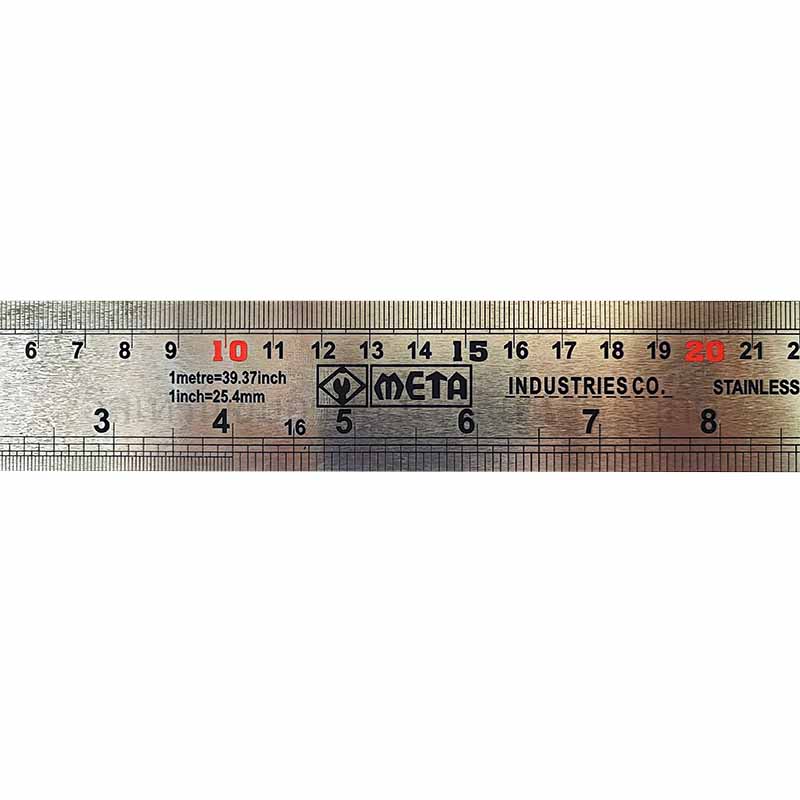 6 7 8 9 10 11 12 13 14 15 16 17 18 19 20 21
1metre=39.37inch
1inch=25.4mm
META
INDUSTRIES CO.
STAINLESS
3 4 16 5 6 7 8